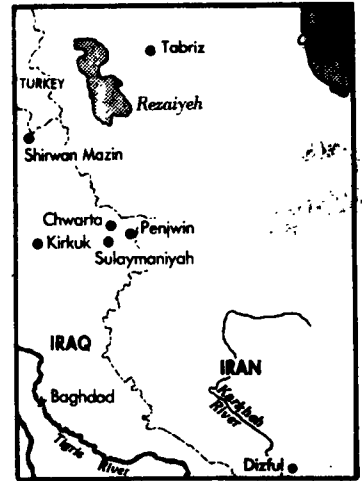 Tabriz
TURKEY
Rezaiyeh
Shirwan Mazin
Chwarta
Penjwin
Kirkuk
Sulaymaniyah
IRAQ
IRAN
Baghdad
Karkheh
River
Tigris
River
Dizful